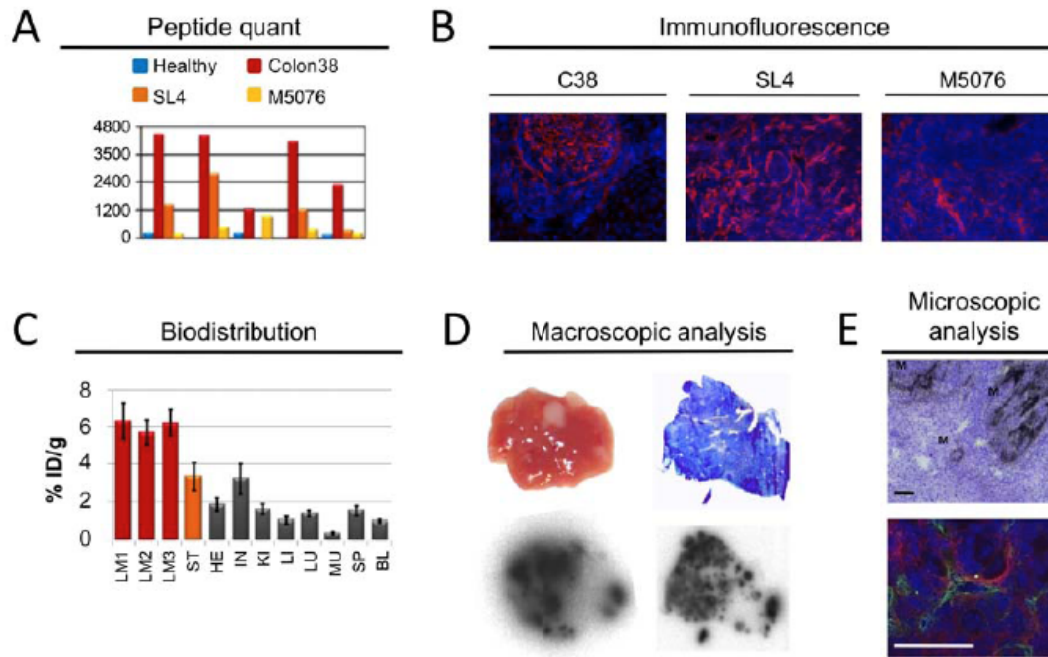 A
Peptide quant
Healthy Colon38
SL4 M5076
4800
3500
2400
1200
0
B
Immunofluorescence
C38 SL4 M5076
C
Biodistribution
% ID/g
8
6
4
2
0
LM1 LM2 LM3 ST HE IN KI LI LU MU SP BL
D
Macroscopic analysis
E
Microscopic
analysis
M
M
M